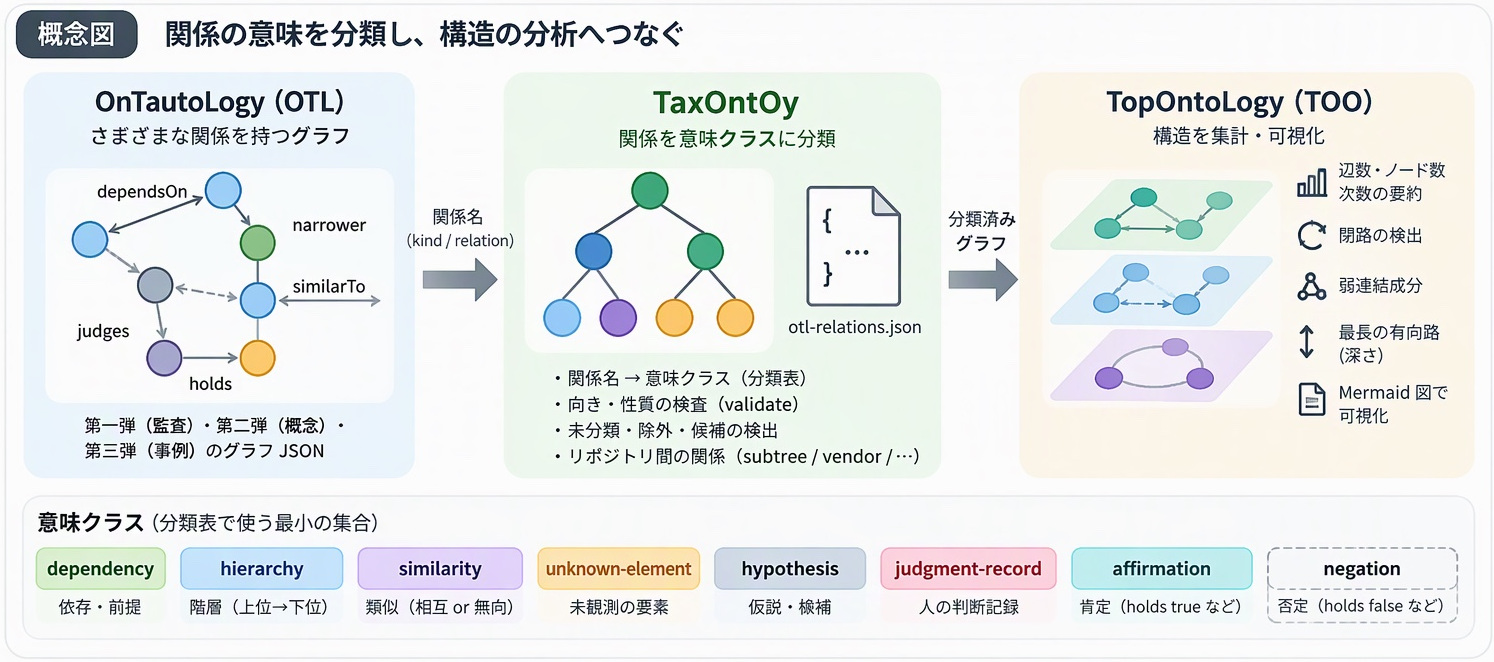 概念図
関係の意味を分類し、構造の分析へつなぐ
OnTautoLogy (OTL)
さまざまな関係を持つグラフ
dependsOn
narrower
similarTo
judges
holds
第一弾（監査）・第二弾（概念）・
第三弾（事例）のグラフ JSON
関係名
(kind / relation)
TaxOntOy
関係を意味クラスに分類
{
...
}
otl-relations.json
・関係名 → 意味クラス（分類表）
・向き・性質の検査（validate）
・未分類・除外・候補の検出
・リポジトリ間の関係（subtree / vendor / …）
分類済み
グラフ
TopOntoLogy (TOO)
構造を集計・可視化
辺数・ノード数
次数の要約
閉路の検出
弱連結成分
最長の有向路
(深さ)
Mermaid 図で
可視化
意味クラス（分類表で使う最小の集合）
dependency
依存・前提
hierarchy
階層（上位→下位）
similarity
類似（相互 or 無向）
unknown-element
未観測の要素
hypothesis
仮説・
judgment-record
人の判断記録
affirmation
肯定（holds true など）
negation
否定（holds false など）